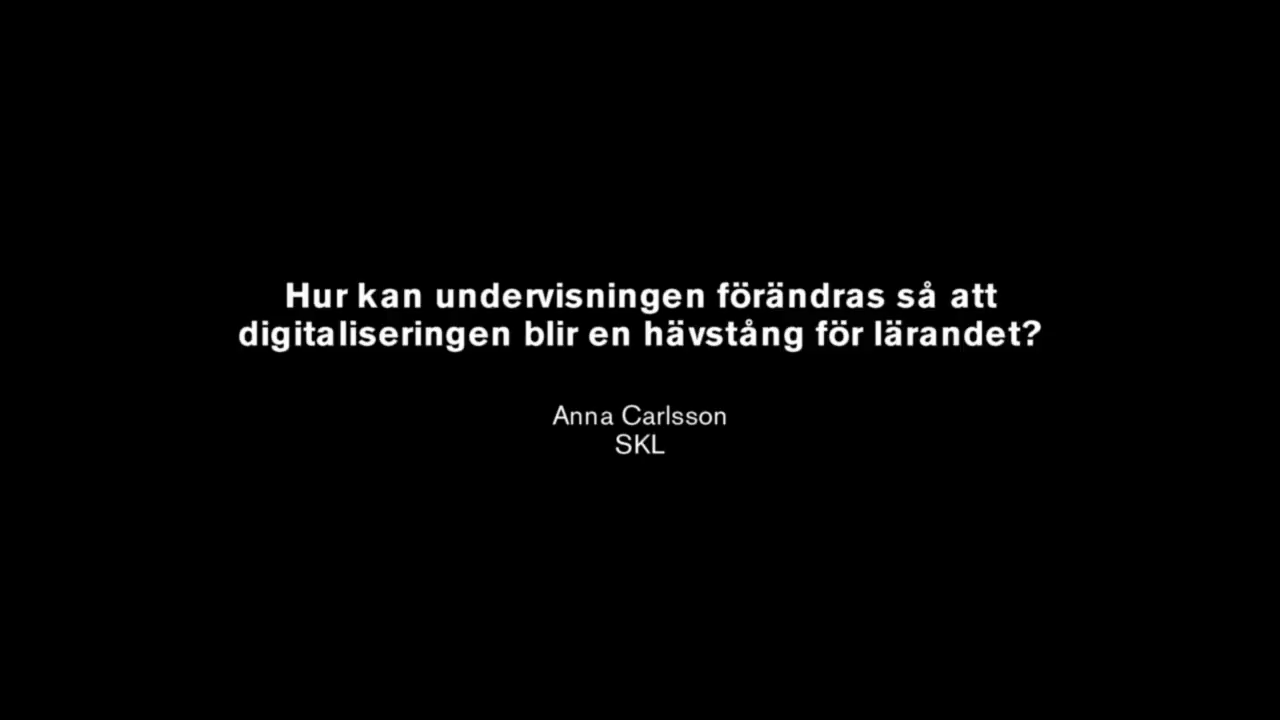 Hur kan undervisningen förändras så att
digitaliseringen blir en hävstång för lärandet?
Anna Carlsson
SKL